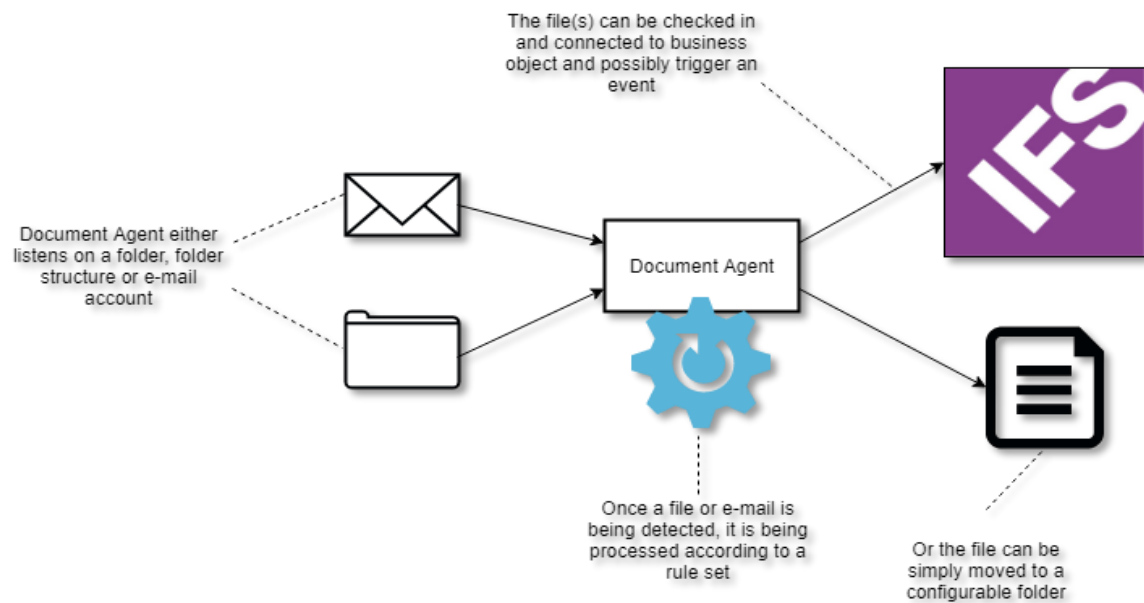 The file(s) can be checked in
and connected to business
object and possibly trigger an
event
IFS
Document Agent either
listens on a folder, folder
structure or e-mail
account
Document Agent
Once a file or e-mail is
being detected, it is being
processed according to a
rule set
Or the file can be
simply moved to a
configurable folder